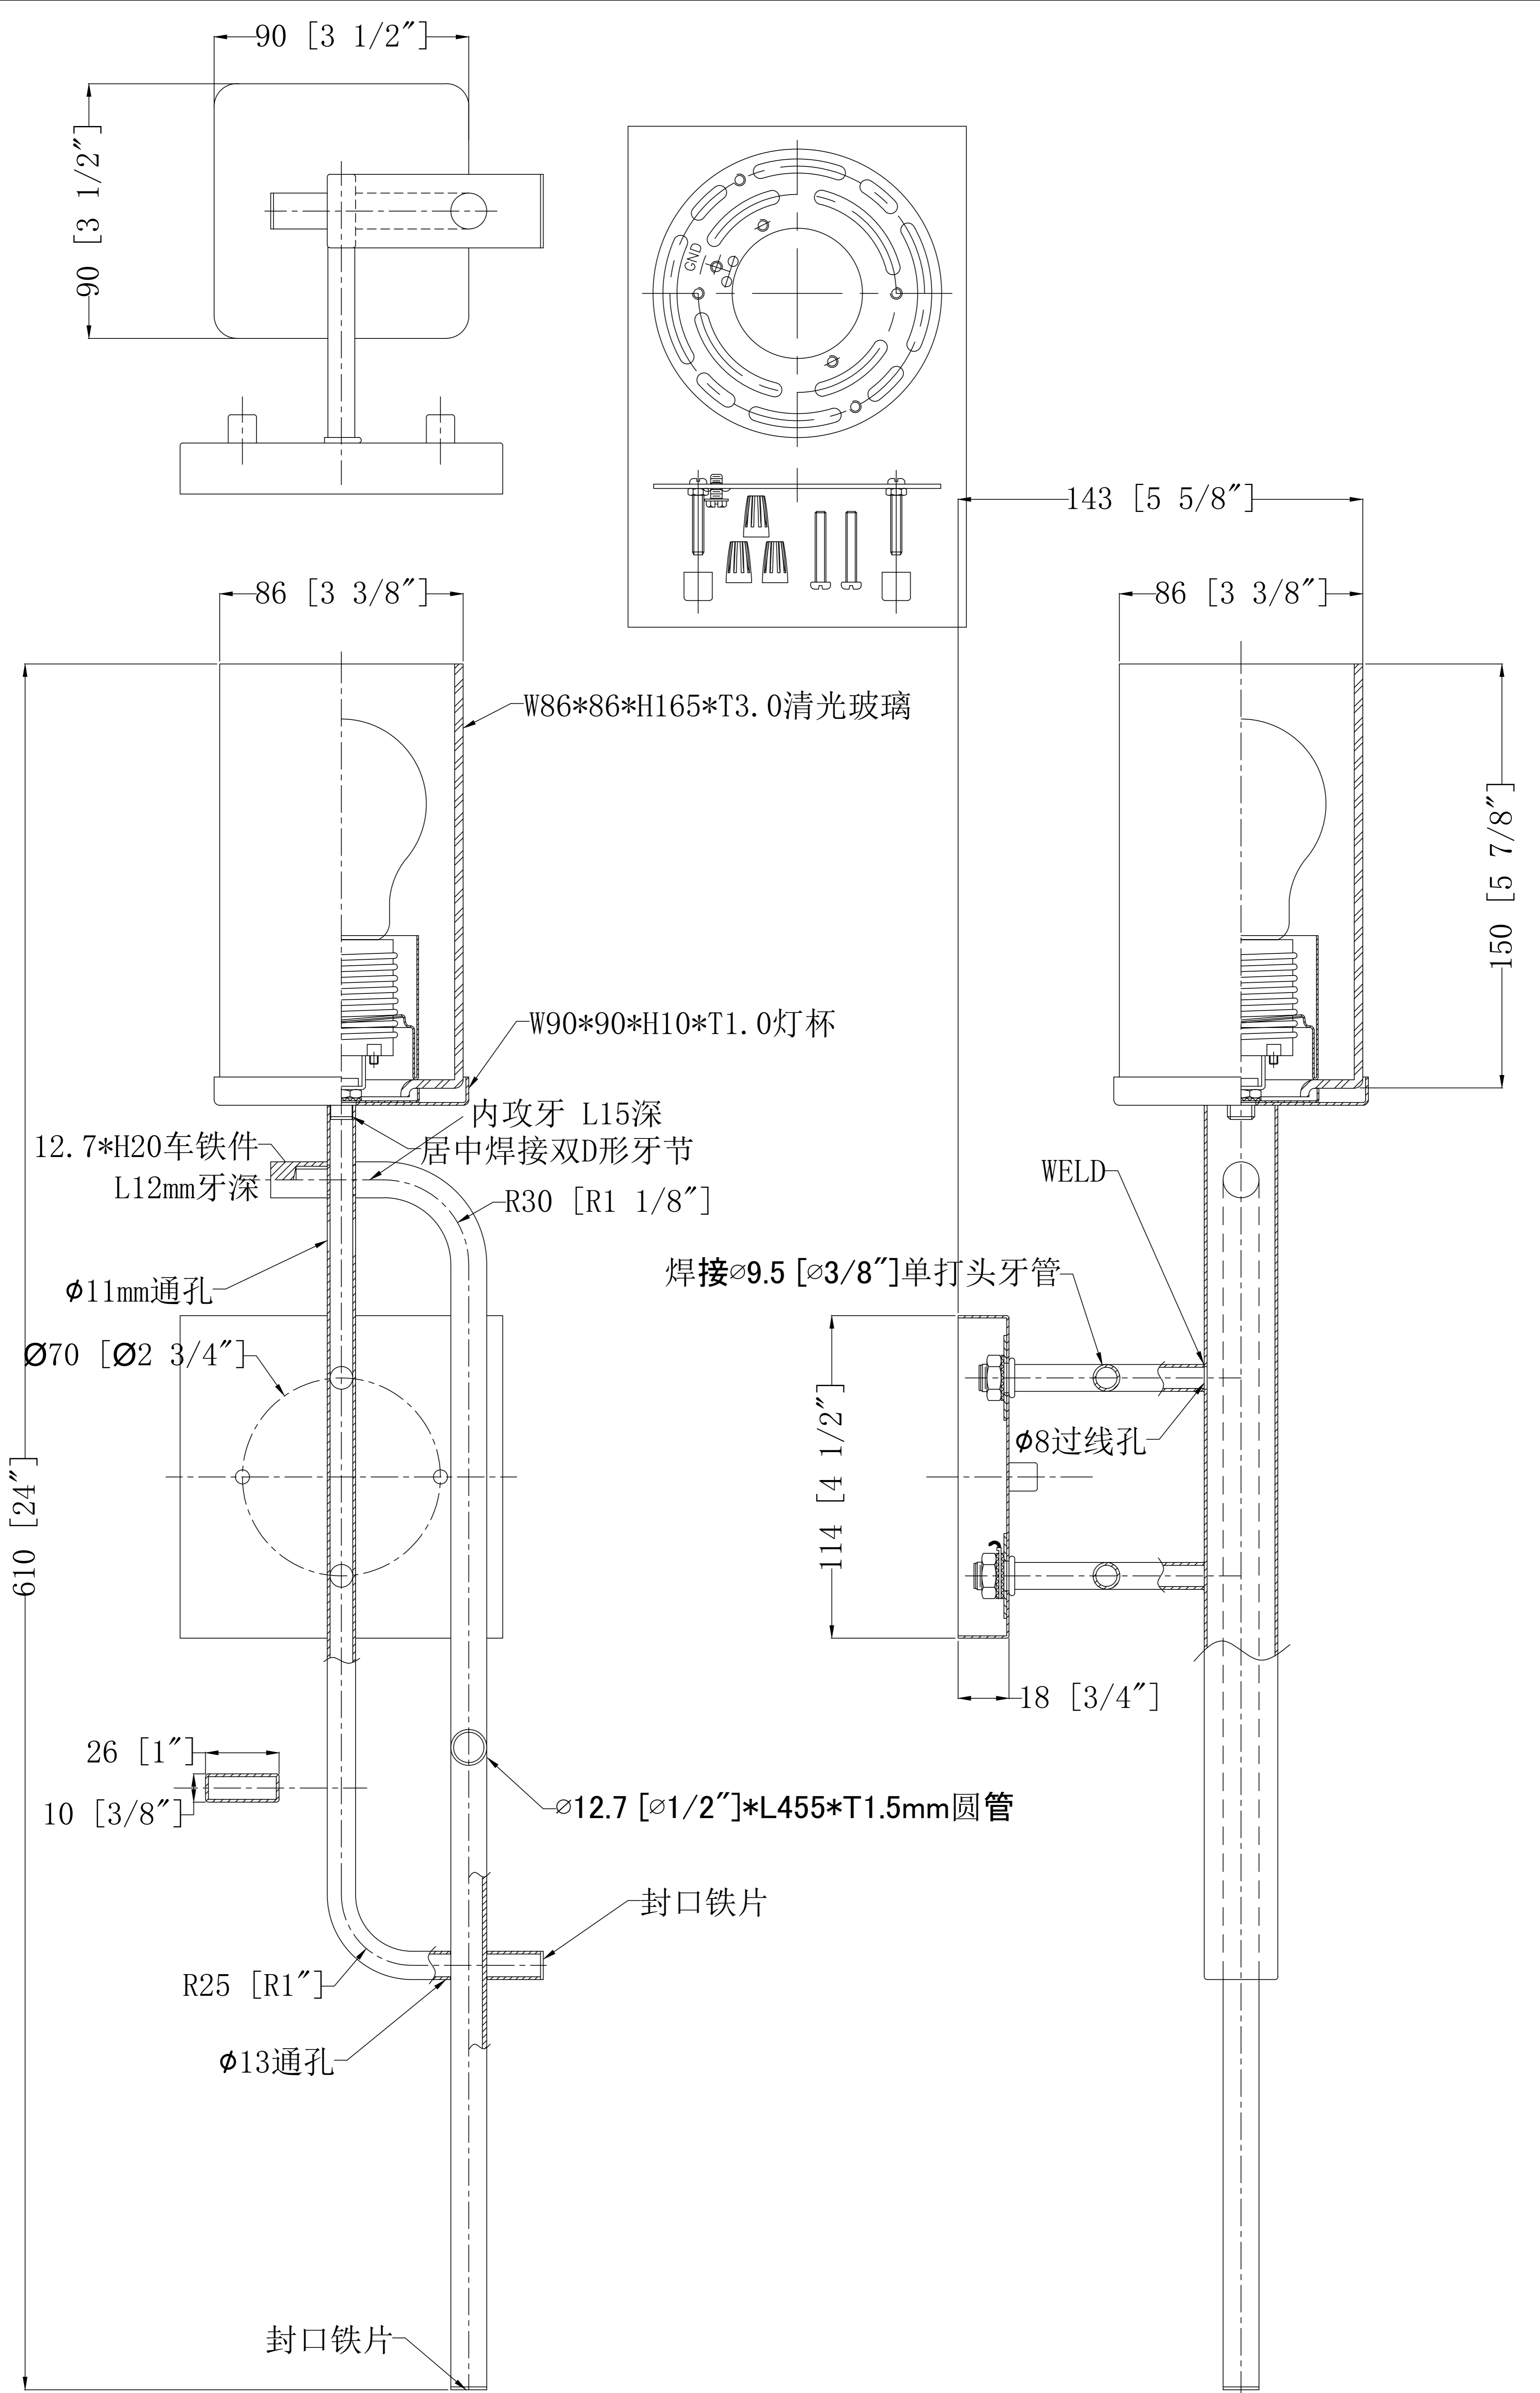 90 [3 1/2″]
90 [3 1/2″]
GND
143 [5 5/8″]
86 [3 3/8″]
86 [3 3/8″]
W86*86*H165*T3.0清光玻璃
150 [5 7/8″]
W90*90*H10*T1.0灯杯
内攻牙 L15深
12.7*H20车铁件
居中焊接双D形牙节
L12mm牙深
WELD
R30 [R1 1/8″]
焊接⌀9.5 [⌀3/8″]单打头牙管
ϕ11mm通孔
Ø70 [Ø2 3/4″]
ϕ8过线孔
114 [4 1/2″]
610 [24″]
18 [3/4″]
26 [1″]
10 [3/8″]
⌀12.7 [⌀1/2″]*L455*T1.5mm圆管
封口铁片
R25 [R1″]
ϕ13通孔
封口铁片